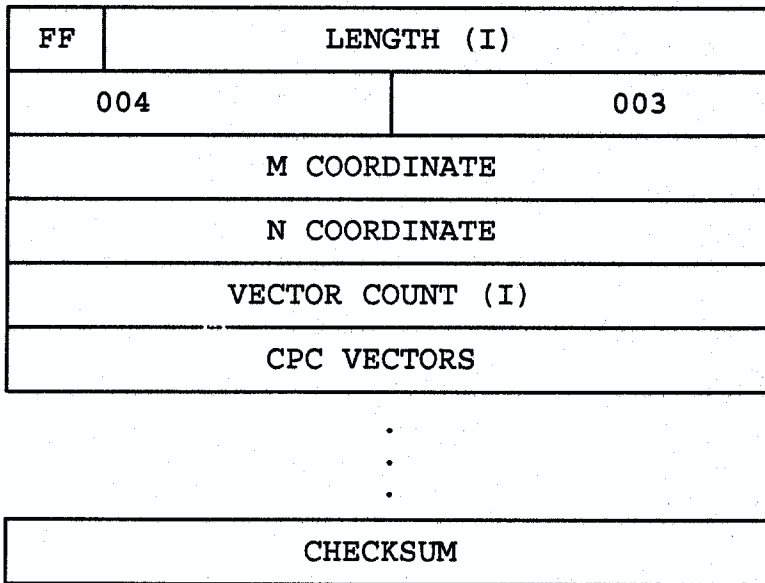 FF LENGTH (I)
004 003
M COORDINATE
N COORDINATE
VECTOR COUNT (I)
CPC VECTORS
.
.
.
CHECKSUM